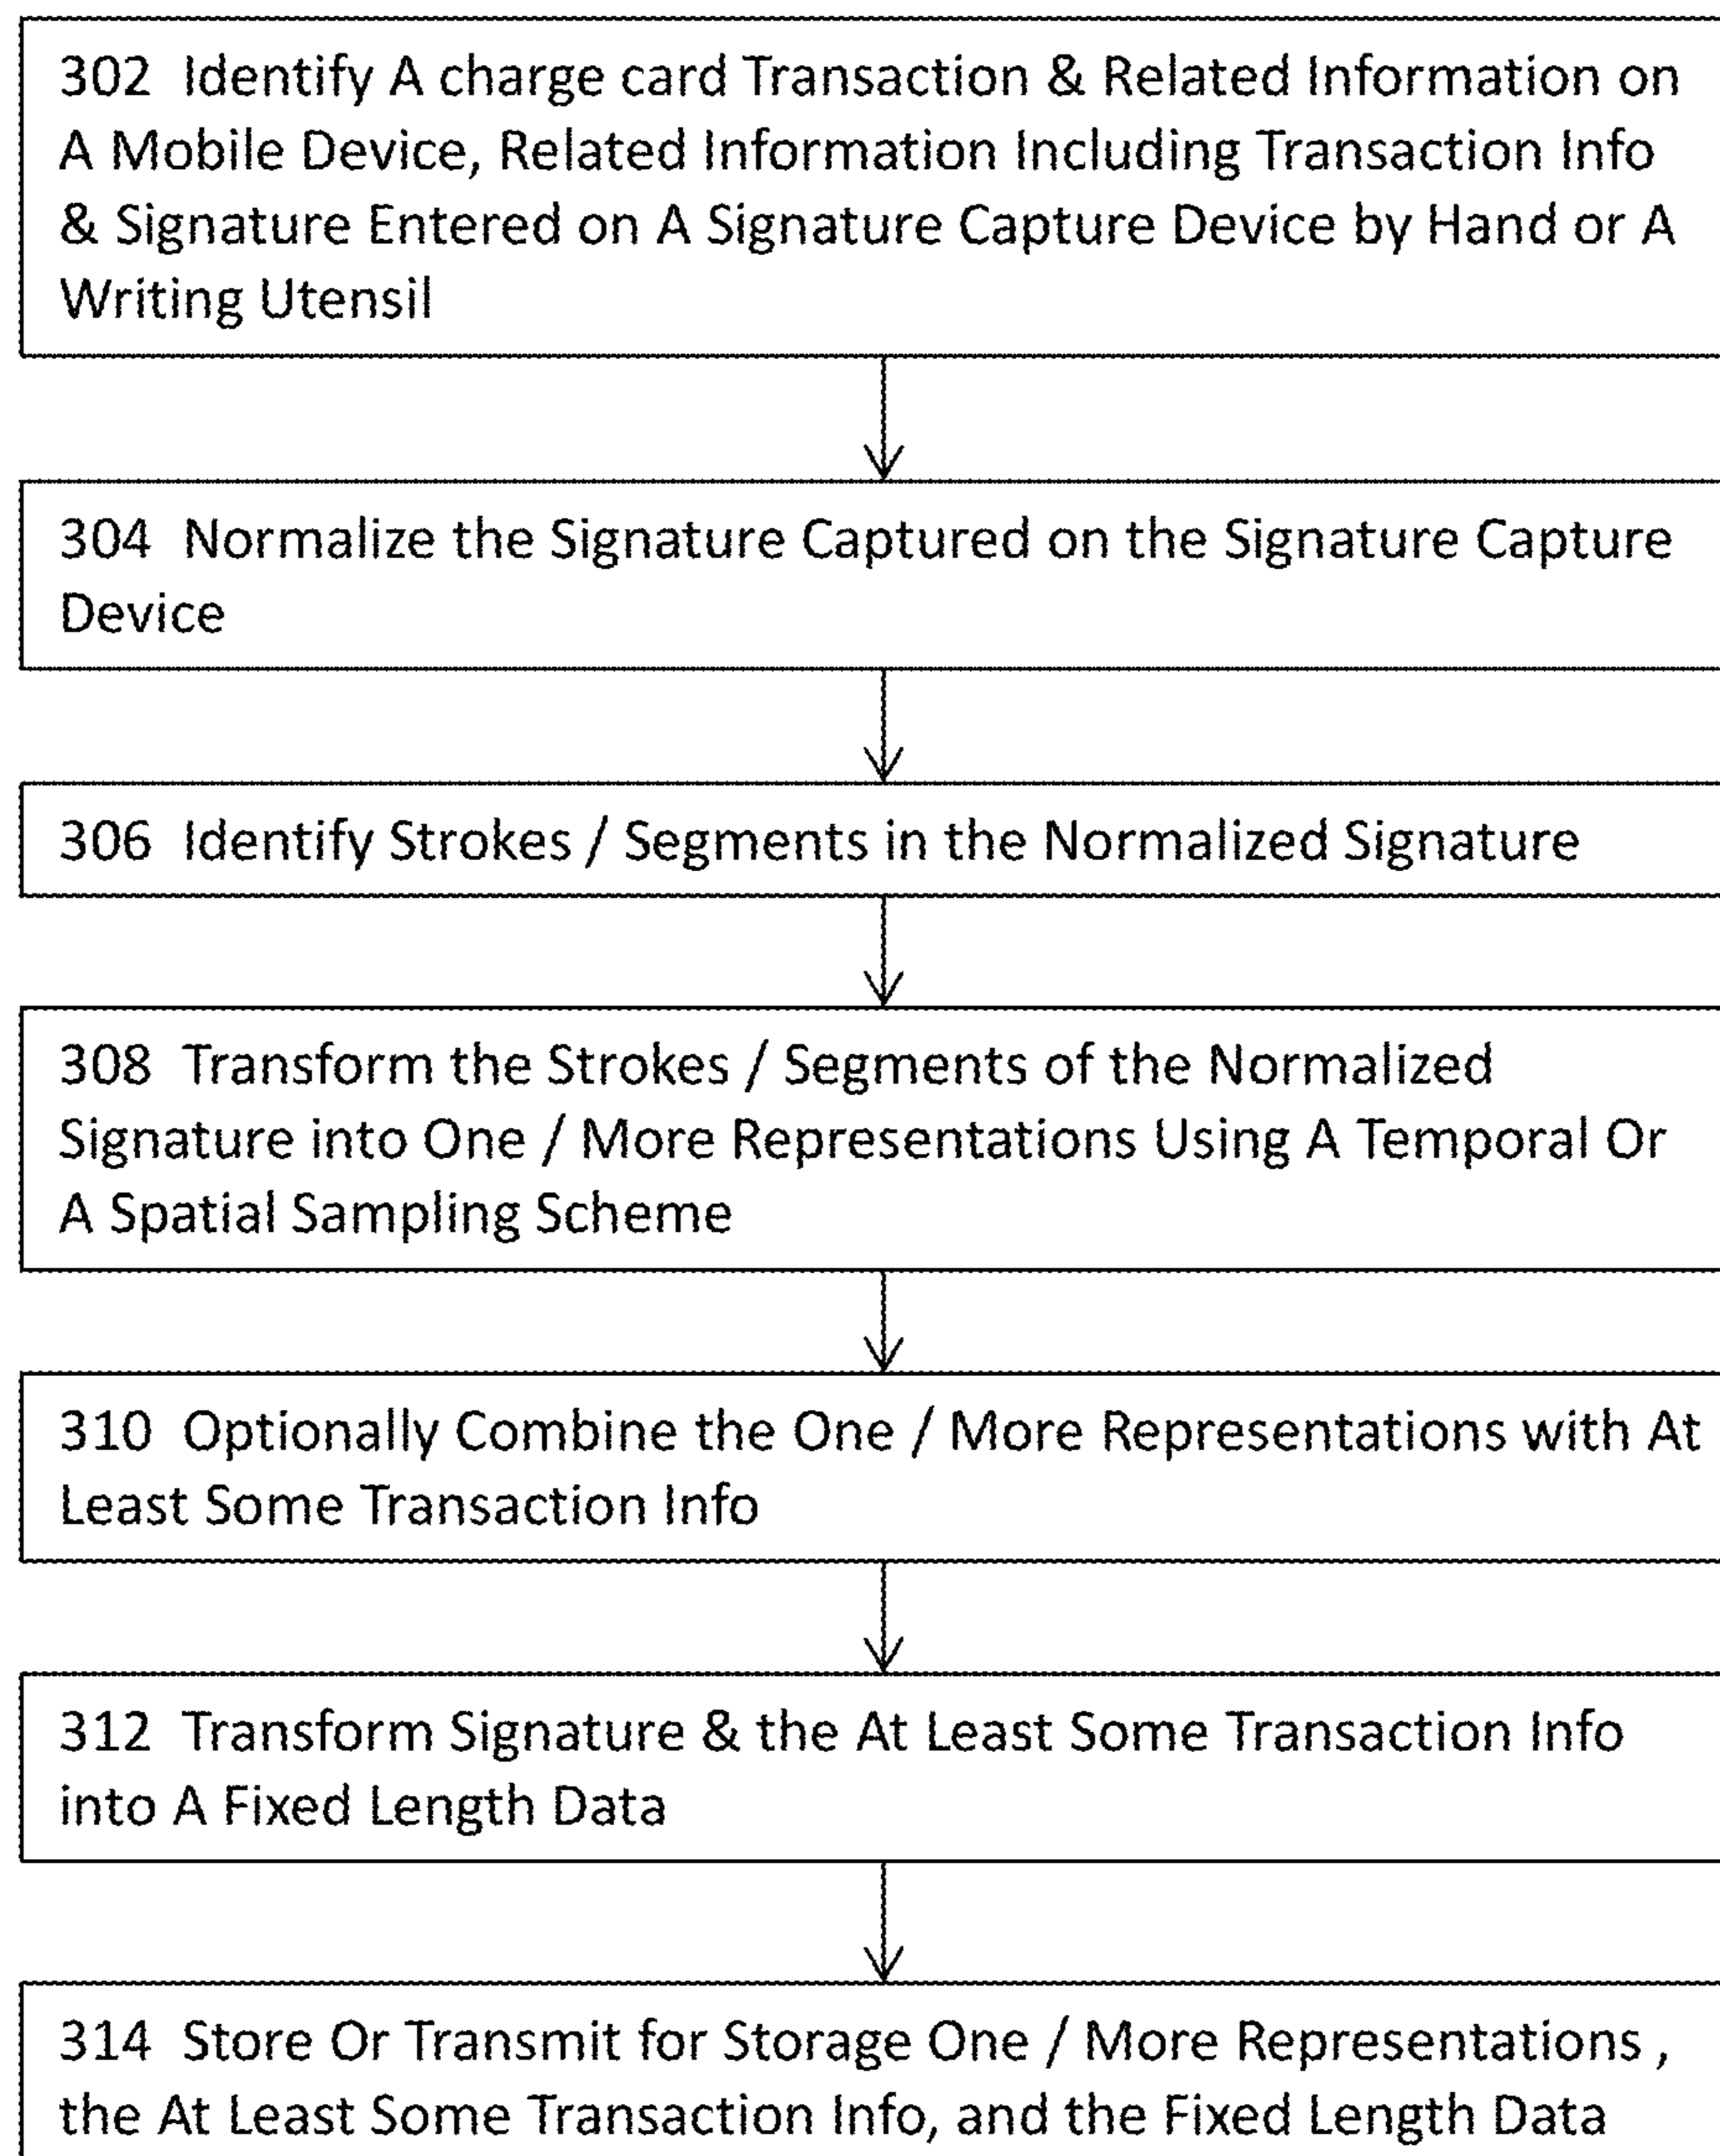 302 Identify A charge card Transaction & Related Information on
A Mobile Device, Related Information Including Transaction Info
& Signature Entered on A Signature Capture Device by Hand or A
Writing Utensil
304 Normalize the Signature Captured on the Signature Capture
Device
306 Identify Strokes / Segments in the Normalized Signature
308 Transform the Strokes / Segments of the Normalized
Signature into One / More Representations Using A Temporal Or
A Spatial Sampling Scheme
310 Optionally Combine the One / More Representations with At
Least Some Transaction Info
312 Transform Signature & the At Least Some Transaction Info
into A Fixed Length Data
314 Store Or Transmit for Storage One / More Representations ,
the At Least Some Transaction Info, and the Fixed Length Data